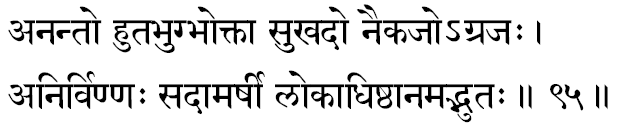 अनन्तो हुतभुग्भोक्ता सुखदो नैकजोऽग्रजः ।
अनिर्विण्णः सदामर्षी लोकाधिष्ठानमद्भुतः ॥ ९५ ॥